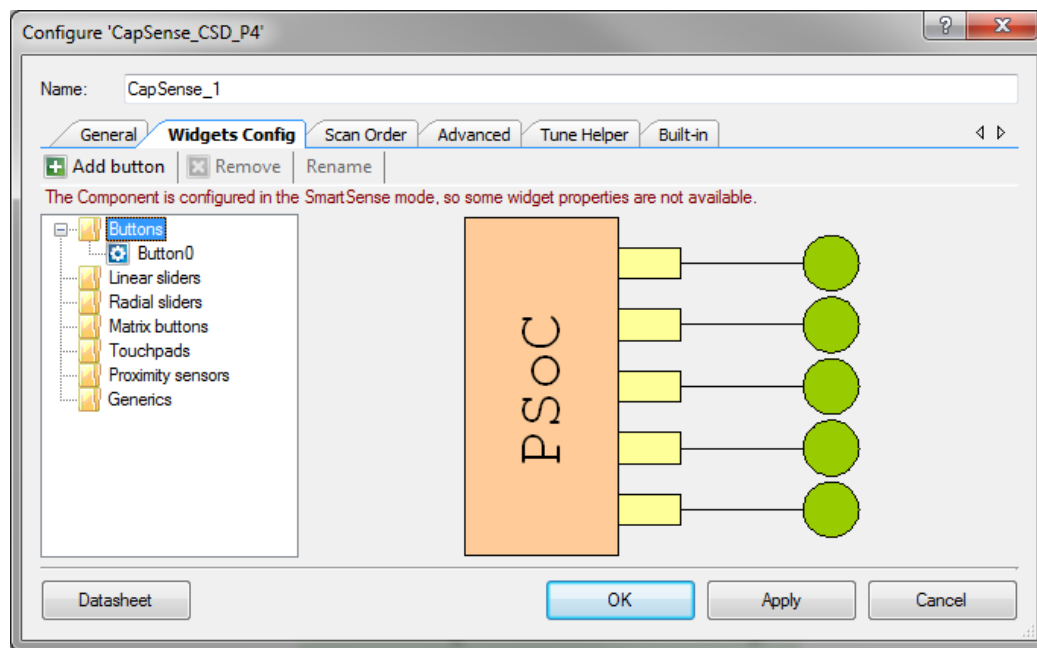 Configure 'CapSense_CSD_P4'
Name: CapSense_1
General Widgets Config Scan Order Advanced Tune Helper Built-in
Add button Remove Rename
The Component is configured in the SmartSense mode, so some widget properties are not available.
Buttons
Button0
Linear sliders
Radial sliders
Matrix buttons
Touchpads
Proximity sensors
Generics
PSoC
Datasheet OK Apply Cancel